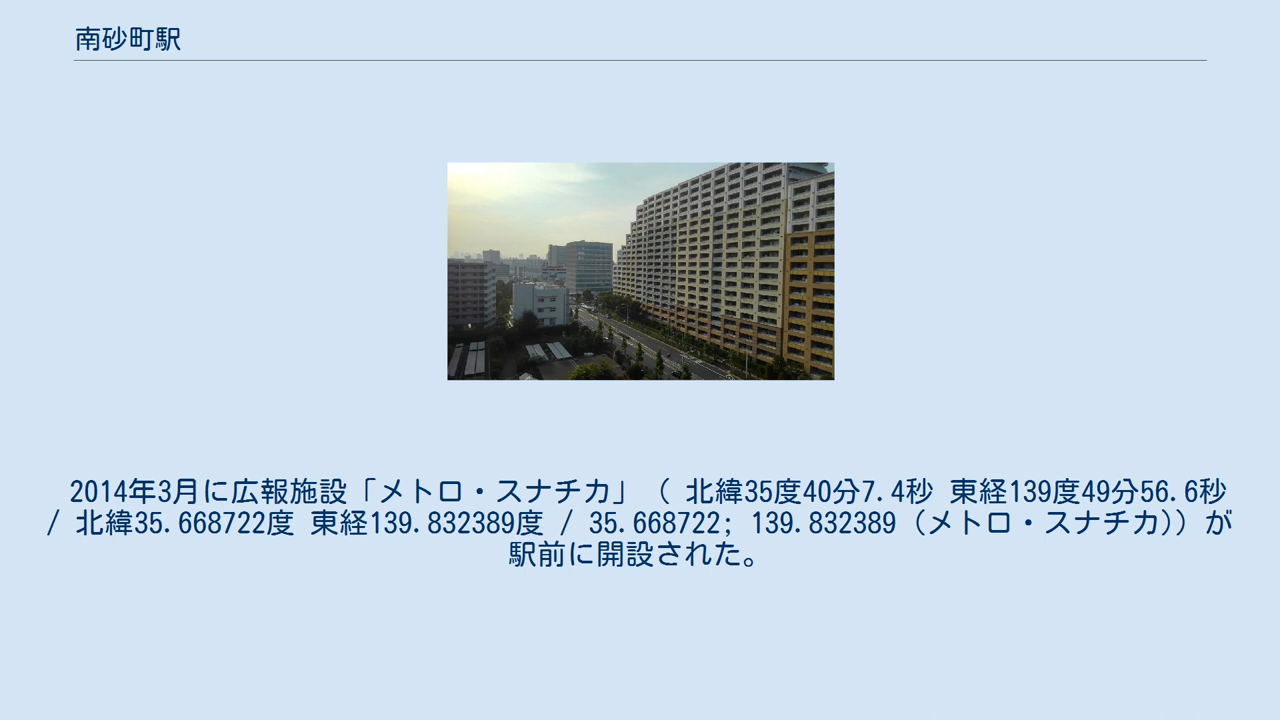 南砂町駅
2014年3月に広報施設「メトロ・スナチカ」（ 北緯35度40分7.4秒 東経139度49分56.6秒
/ 北緯35.668722度 東経139.832389度 / 35.668722; 139.832389 (メトロ・スナチカ)）が
駅前に開設された。